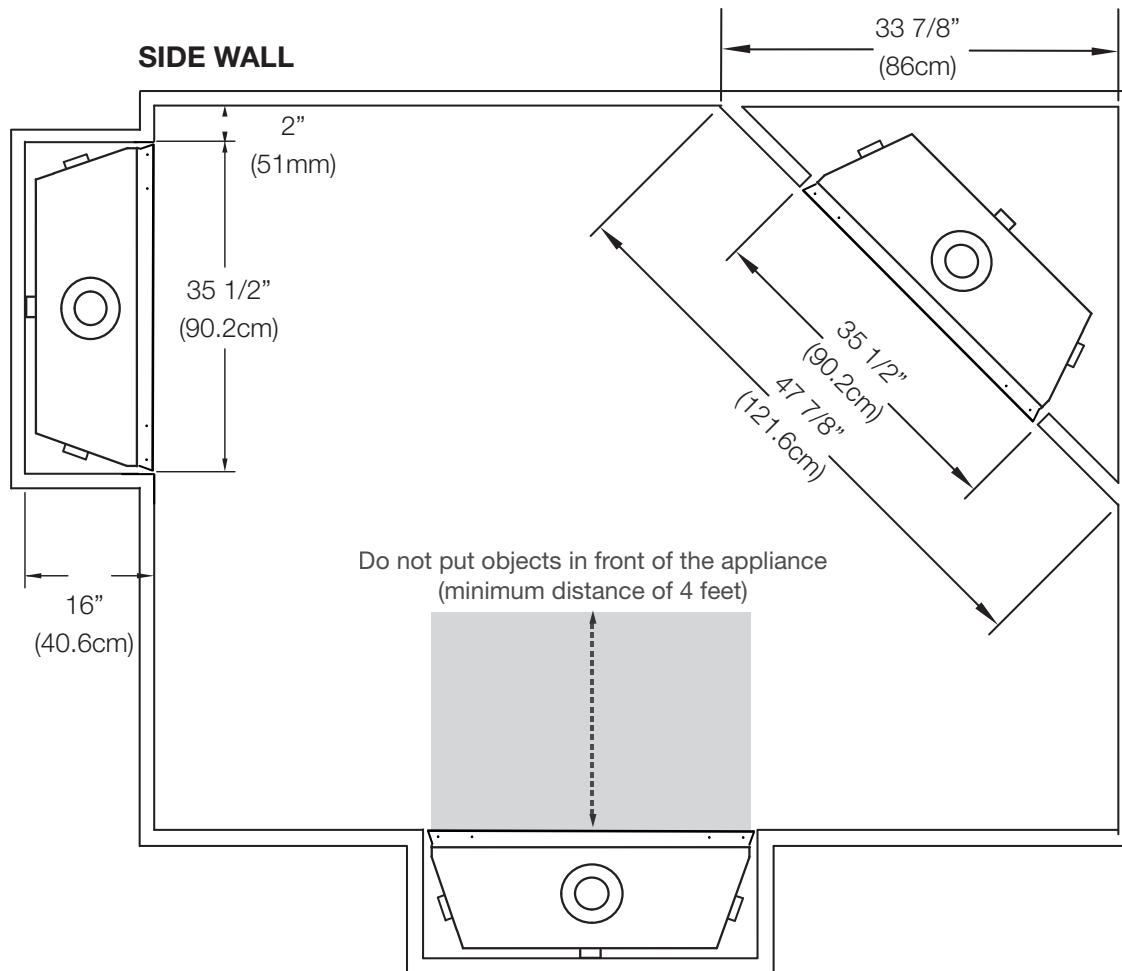 33 7/8”
(86cm)
SIDE WALL
2”
(51mm)
35 1/2”
(90.2cm)
35 1/2”
(90.2cm)
47 7/8”
(121.6cm)
Do not put objects in front of the appliance
(minimum distance of 4 feet)
16”
(40.6cm)